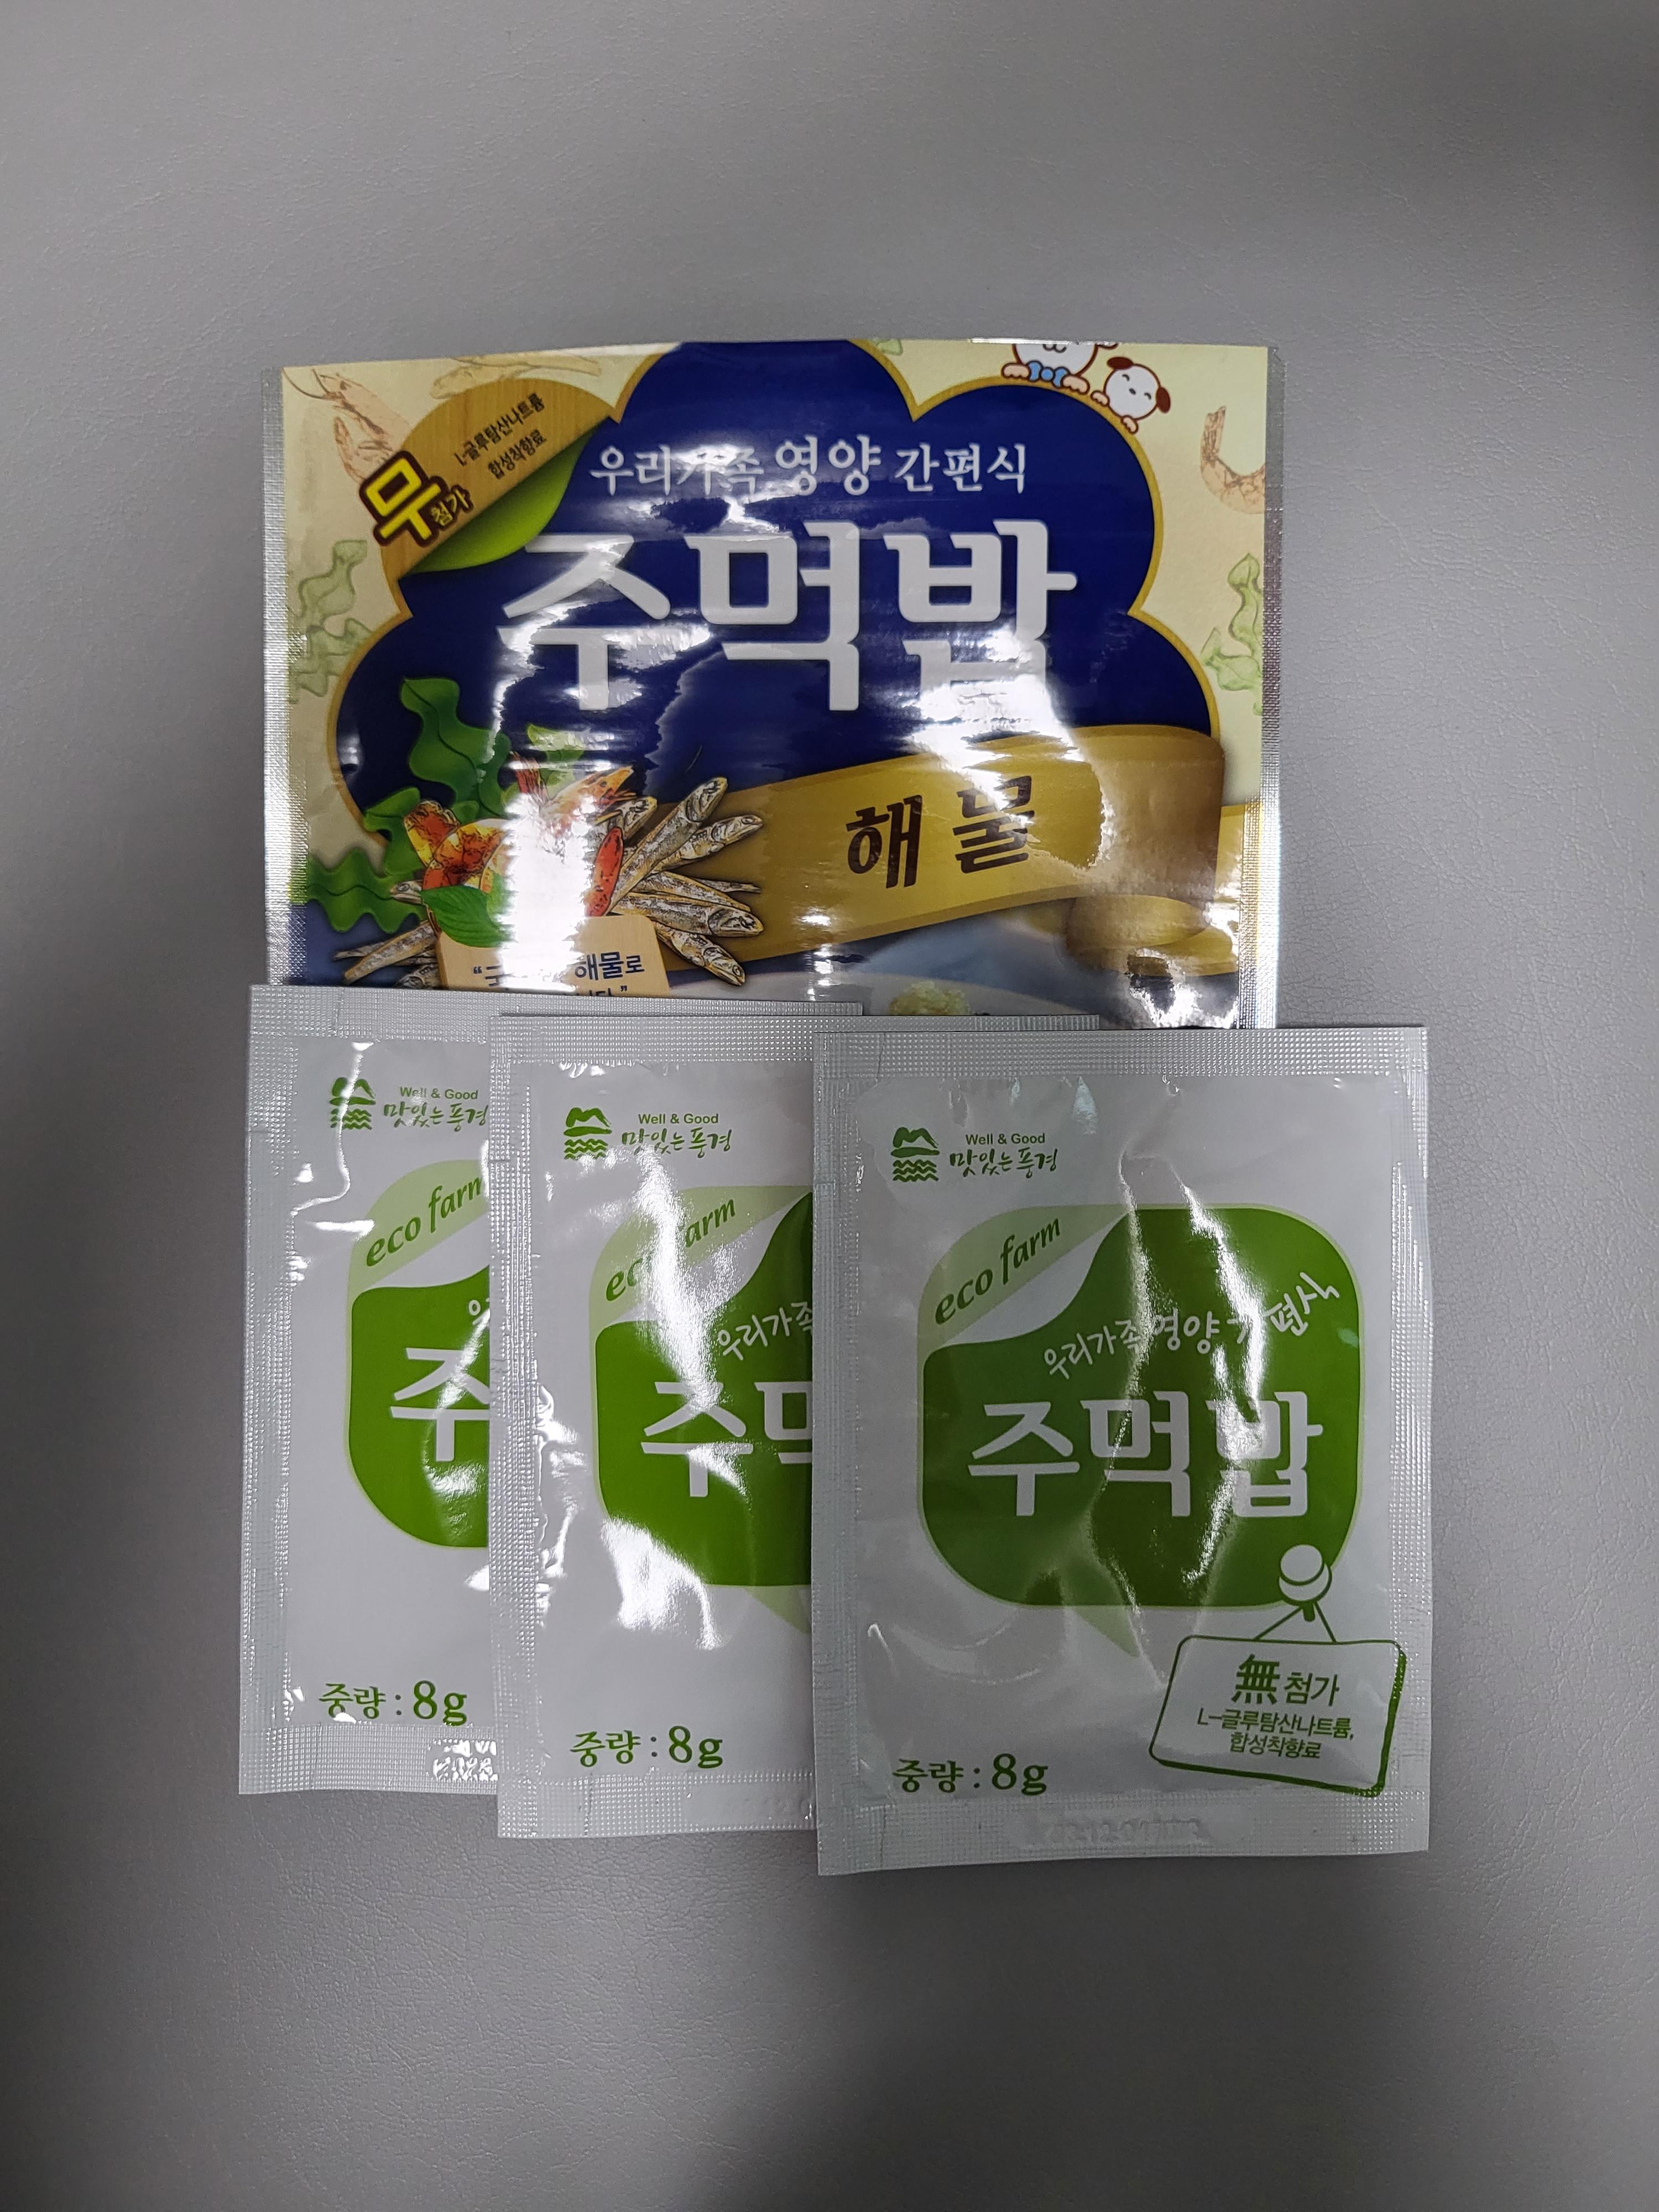 L-글루탐산나트륨
합성착향료
무첨가
우리가족 영양 간편식
주먹밥
해물
해물로
Well & Good
맛있는풍경
eco farm
주
중량 : 8g
Well & Good
맛있는풍경
eco farm
우리가족
주먹
중량 : 8g
Well & Good
맛있는풍경
eco farm
우리가족 영양 간편식
주먹밥
無첨가
L-글루탐산나트륨,
합성착향료
중량 : 8g